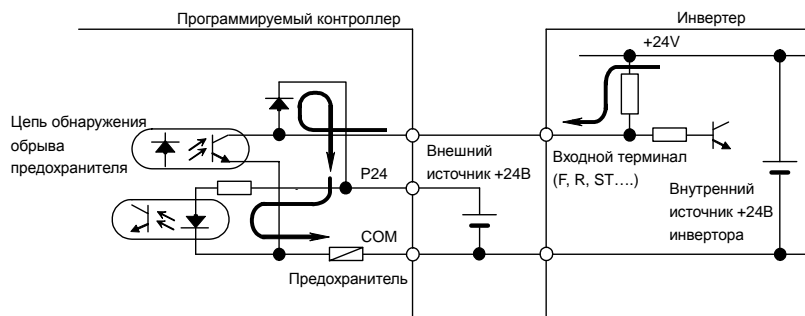 Программируемый контроллер
Инвертер
+24V
Цепь обнаружения
обрыва
предохранителя
P24
Внешний
источник +24В
Входной терминал
(F, R, ST….)
Внутренний
источник +24В
инвертора
COM
Предохранитель